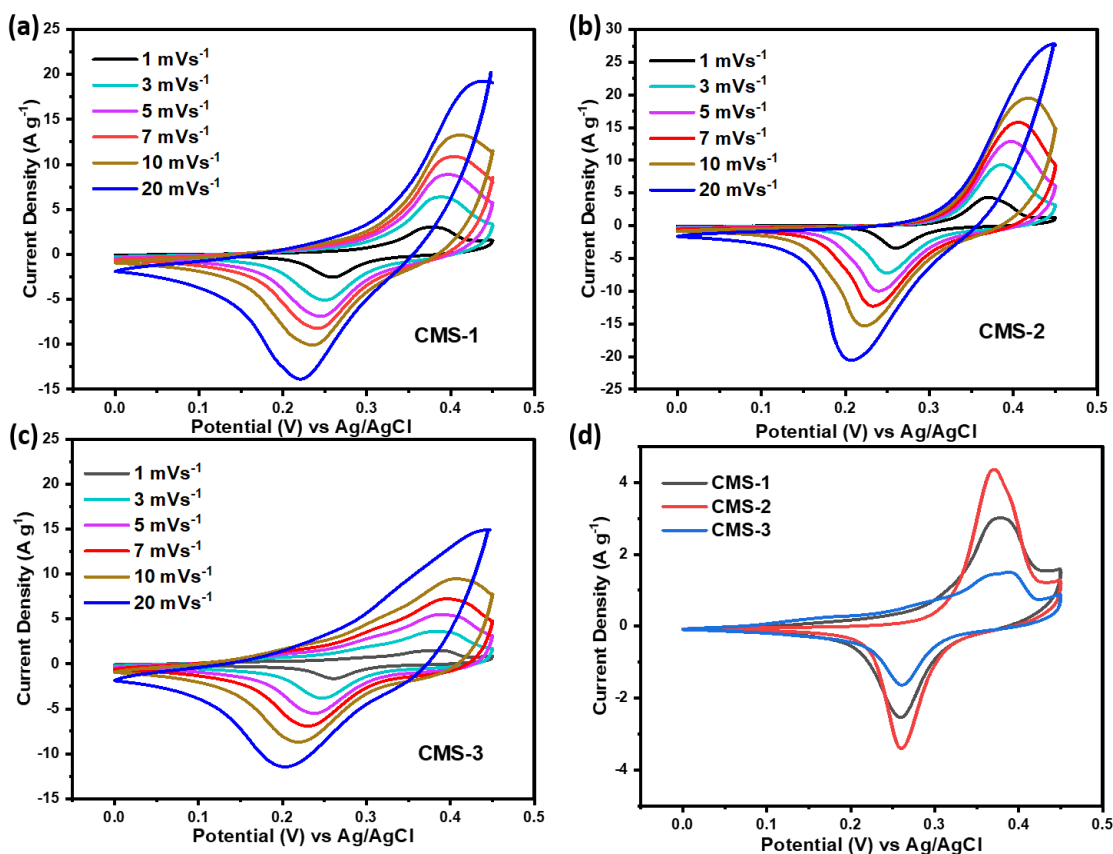 (a)
1 mVs⁻¹
3 mVs⁻¹
5 mVs⁻¹
7 mVs⁻¹
10 mVs⁻¹
20 mVs⁻¹
CMS-1
25
20
15
10
5
0
-5
-10
-15
Current Density (A g⁻¹)
0.0 0.1 0.2 0.3 0.4 0.5
Potential (V) vs Ag/AgCl
(b)
1 mVs⁻¹
3 mVs⁻¹
5 mVs⁻¹
7 mVs⁻¹
10 mVs⁻¹
20 mVs⁻¹
CMS-2
30
25
20
15
10
5
0
-5
-10
-15
-20
-25
Current Density (A g⁻¹)
0.0 0.1 0.2 0.3 0.4 0.5
Potential (V) vs Ag/AgCl
(c)
1 mVs⁻¹
3 mVs⁻¹
5 mVs⁻¹
7 mVs⁻¹
10 mVs⁻¹
20 mVs⁻¹
CMS-3
25
20
15
10
5
0
-5
-10
-15
Current Density (A g⁻¹)
0.0 0.1 0.2 0.3 0.4 0.5
Potential (V) vs Ag/AgCl
(d)
CMS-1
CMS-2
CMS-3
4
2
0
-2
-4
Current Density (A g⁻¹)
0.0 0.1 0.2 0.3 0.4 0.5
Potential (V) vs Ag/AgCl